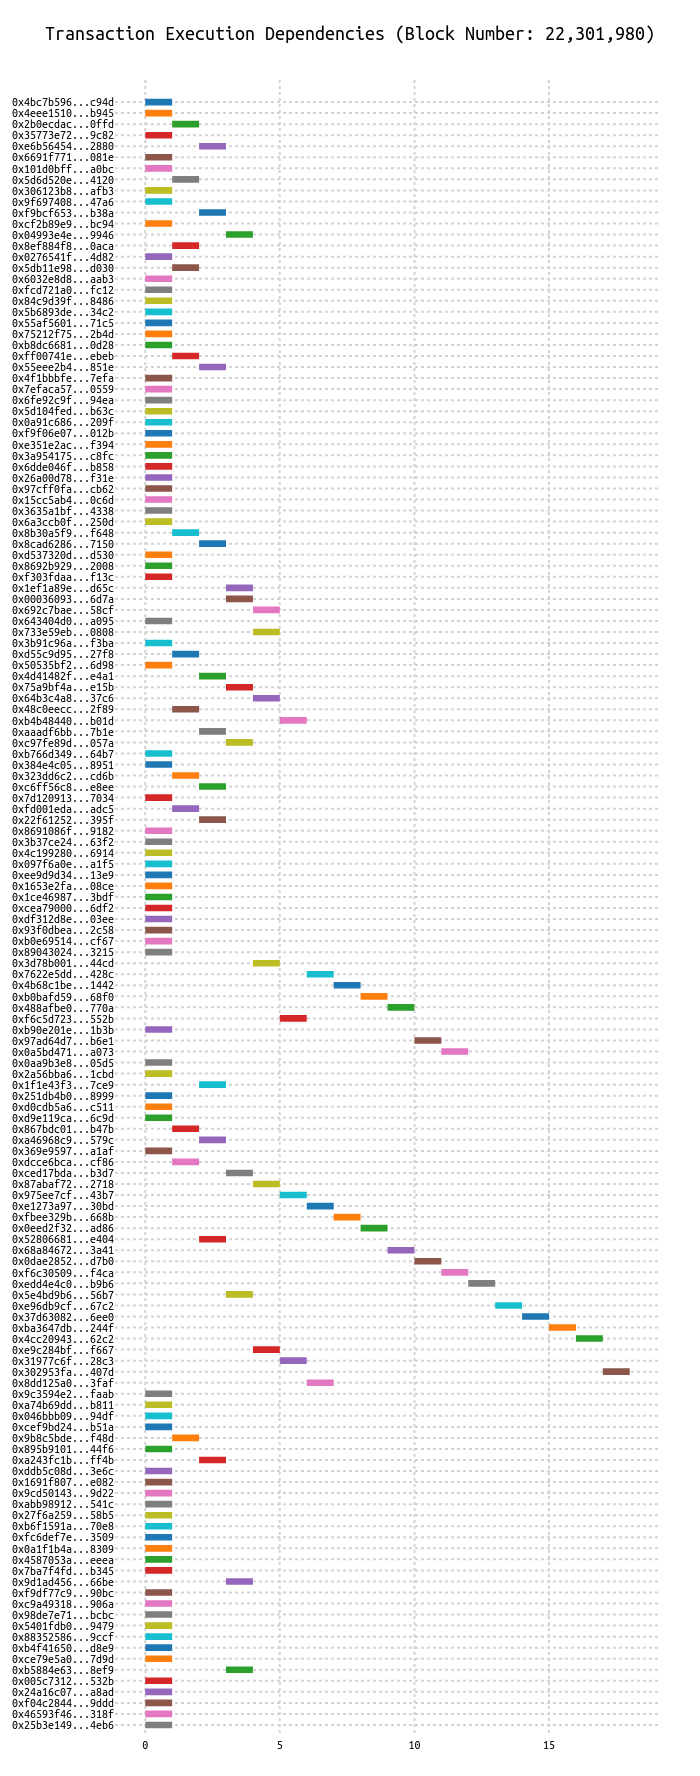 Transaction Execution Dependencies (Block Number: 22,301,980)
0x4bc7b596...c94d
0x4eee1510...b945
0x2b0ecdac...0ffd
0x35773e72...9c82
0xe6b56454...2880
0x6691f771...081e
0x101d0bff...a0bc
0x5d6d520e...4120
0x306123b8...afb3
0x9f697408...47a6
0xf9bcf653...b38a
0xcf2b89e9...bc94
0x04993e4e...9946
0x8ef884f8...0aca
0x0276541f...4d82
0x5db11e98...d030
0x6032e8d8...aab3
0xfcd721a0...fc12
0x84c9d39f...8486
0x5b6893de...34c2
0x55af5601...71c5
0x75212f75...2b4d
0xb8dc6681...0d28
0xff00741e...ebeb
0x55eee2b4...851e
0x4f1bbbfe...7efa
0x7efaca57...0559
0x6fe92c9f...94ea
0x5d104fed...b63c
0x0a91c686...209f
0xf9f06e07...012b
0xe351e2ac...f394
0x3a954175...c8fc
0x6dde046f...b858
0x26a00d78...f31e
0x97cff0fa...cb62
0x15cc5ab4...0c6d
0x3635a1bf...4338
0x6a3ccb0f...250d
0x8b30a5f9...f648
0x8cad6286...7150
0xd537320d...d530
0x8692b929...2008
0xf303fdaa...f13c
0x1ef1a89e...d65c
0x00036093...6d7a
0x692c7bae...58cf
0x643404d0...a095
0x733e59eb...0808
0x3b91c96a...f3ba
0xd55c9d95...27f8
0x50535bf2...6d98
0x4d41482f...e4a1
0x75a9bf4a...e15b
0x64b3c4a8...37c6
0x48c0eecc...2f89
0xb4b48440...b01d
0xaaadf6bb...7b1e
0xc97fe89d...057a
0xb766d349...64b7
0x384e4c05...8951
0x323dd6c2...cd6b
0xc6ff56c8...e8ee
0x7d120913...7034
0xfd001eda...adc5
0x22f61252...395f
0x8691086f...9182
0x3b37ce24...63f2
0x4c199280...6914
0x097f6a0e...a1f5
0xee9d9d34...13e9
0x1653e2fa...08ce
0x1ce46987...3bdf
0xcea79000...6df2
0xdf312d8e...03ee
0x93f0dbea...2c58
0xb0e69514...cf67
0x89043024...3215
0x3d78b001...44cd
0x7622e5dd...428c
0x4b68c1be...1442
0xb0bafd59...68f0
0x488afbe0...770a
0xf6c5d723...552b
0xb90e201e...1b3b
0x97ad64d7...b6e1
0x0a5bd471...a073
0x0aa9b3e8...05d5
0x2a56bba6...1cbd
0x1f1e43f3...7ce9
0x251db4b0...8999
0xd0cdb5a6...c511
0xd9e119ca...6c9d
0x867bdc01...b47b
0xa46968c9...579c
0x369e9597...a1af
0xdcce6bca...cf86
0xced17bda...b3d7
0x87abaf72...2718
0x975ee7cf...43b7
0xe1273a97...30bd
0xfbee329b...668b
0x0eed2f32...ad86
0x52806681...e404
0x68a84672...3a41
0x0dae2852...d7b0
0xf6c30509...f4ca
0xedd4e4c0...b9b6
0x5e4bd9b6...56b7
0xe96db9cf...67c2
0x37d63082...6ee0
0xba3647db...244f
0x4cc20943...62c2
0xe9c284bf...f667
0x31977c6f...28c3
0x302953fa...407d
0x8dd125a0...3faf
0x9c3594e2...faab
0xa74b69dd...b811
0x046bbb09...94df
0xcef9bd24...b51a
0x9b8c5bde...f48d
0x895b9101...44f6
0xa243fc1b...ff4b
0xddb5c08d...3e6c
0x1691f807...e082
0x9cd50143...9d22
0xabb98912...541c
0x27f6a259...58b5
0xb6f1591a...70e8
0xfc6def7e...3509
0x0a1f1b4a...8309
0x4587053a...eeea
0x7ba7f4fd...b345
0x9d1ad456...66be
0xf9df77c9...90bc
0xc9a49318...906a
0x98de7e71...bcbc
0x5401fdb0...9479
0x88352586...9ccf
0xb4f41650...d8e9
0xce79e5a0...7d9d
0xb5884e63...8ef9
0x005c7312...532b
0x24a16c07...a8ad
0xf04c2844...9ddd
0x46593f46...318f
0x25b3e149...4eb6
0 5 10 15